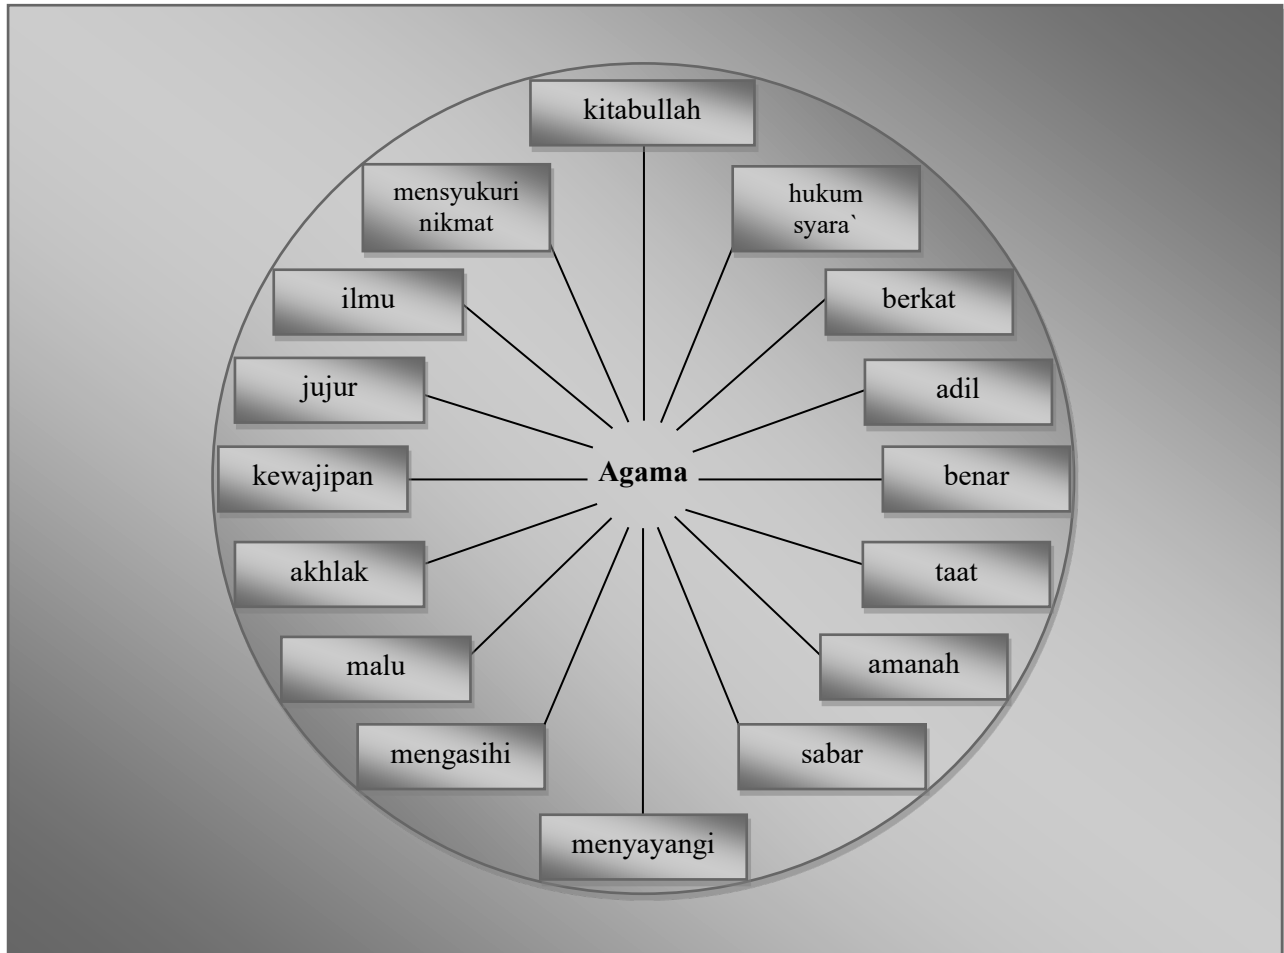 kitabullah
mensyukuri
nikmat
hukum
syara`
ilmu
berkat
jujur
adil
Agama
kewajipan
benar
akhlak
taat
malu
amanah
mengasihi
sabar
menyayangi